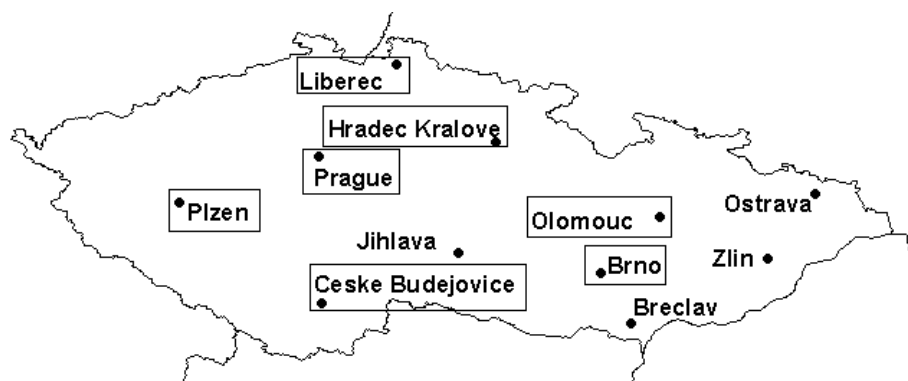 Liberec
Hradec Kralove
Prague
Plzen
Ostrava
Olomouc
Jihlava
Zlin
Brno
Ceske Budejovice
Breclav